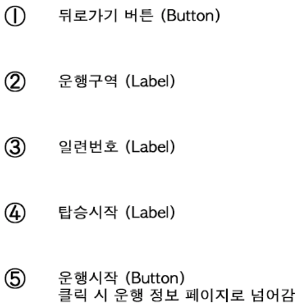 ① 뒤로가기 버튼 (Button)
② 운행구역 (Label)
③ 일련번호 (Label)
④ 탑승시작 (Label)
⑤ 운행시작 (Button)
클릭 시 운행 정보 페이지로 넘어감